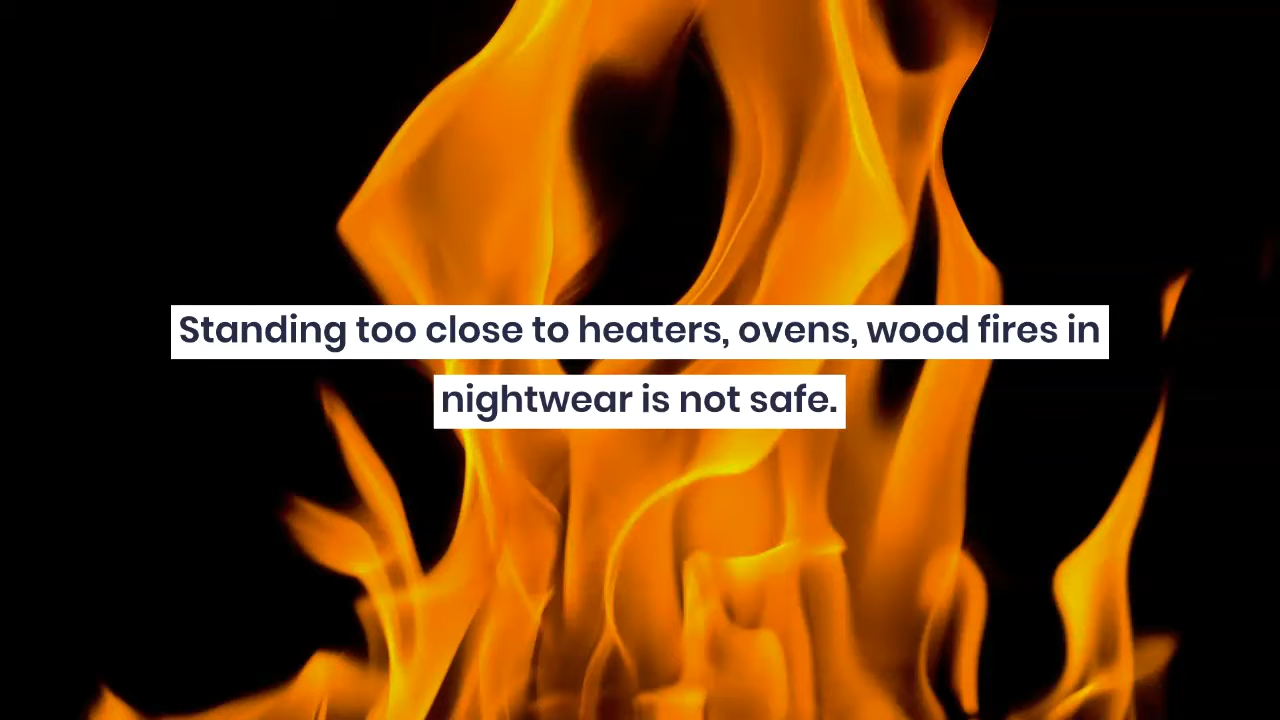 Standing too close to heaters, ovens, wood fires in
nightwear is not safe.